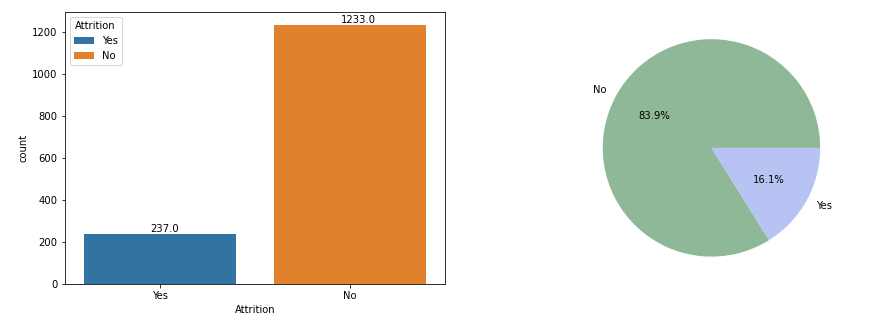 1233.0
Attrition
Yes
No
1200
1000
800
600
400
200
0
count
237.0
Yes
No
Attrition
No
83.9%
16.1%
Yes